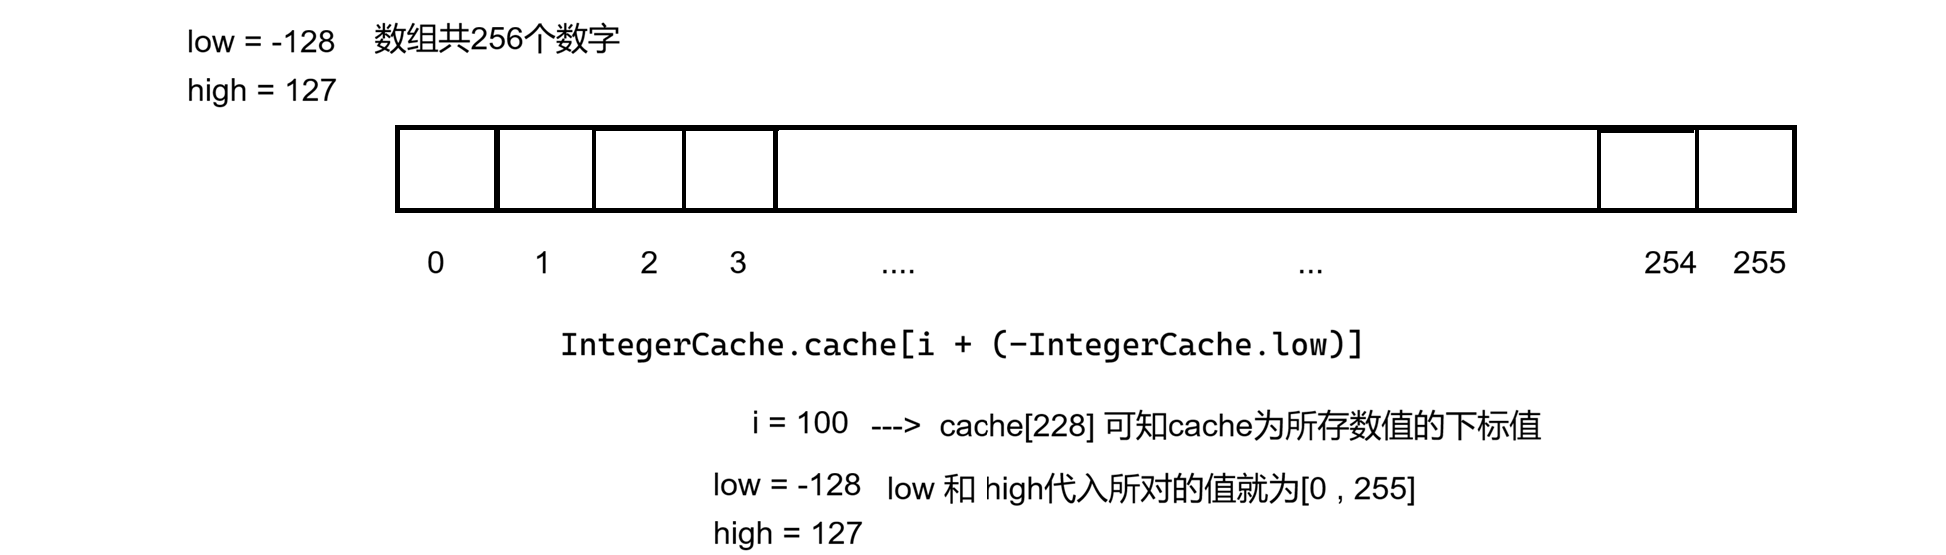 low = -128 数组共256个数字
high = 127
0 1 2 3 .... ... 254 255
IntegerCache.cache[i + (-IntegerCache.low)]
i = 100 ---> cache[228] 可知cache为所存数值的下标值
low = -128 low 和 high代入所对的值就为[0 , 255]
high = 127